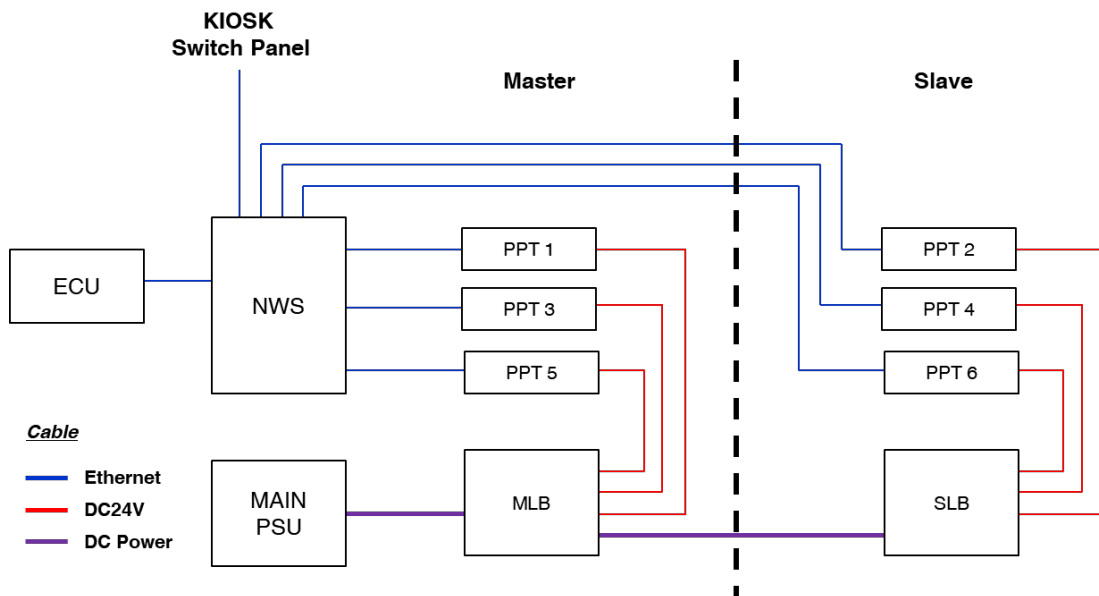 KIOSK
Switch Panel
Master
Slave
ECU
NWS
PPT 1
PPT 3
PPT 5
PPT 2
PPT 4
PPT 6
Cable
Ethernet
DC24V
DC Power
MAIN
PSU
MLB
SLB